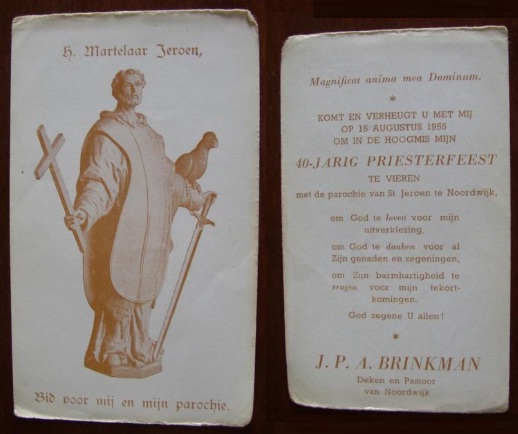 H. Martelaar Jeroen,
Bid voor mij en mijn parochie.
Magnificat anima mea Dominum.
*
KOMT EN VERHEUGT U MET MIJ
OP 15 AUGUSTUS 1955
OM IN DE HOOGMIS MIJN
40-JARIG PRIESTERFEEST
TE VIEREN
met de parochie van St Jeroen te Noordwijk,
om God te loven voor mijn
uitverkiezing,
om God te danken voor al
Zijn genaden en zegeningen,
om Zijn barmhartigheid te
vragen voor mijn tekort-
komingen.
God zegene U allen!
*
J. P. A. BRINKMAN
Deken en Pastoor
van Noordwijk